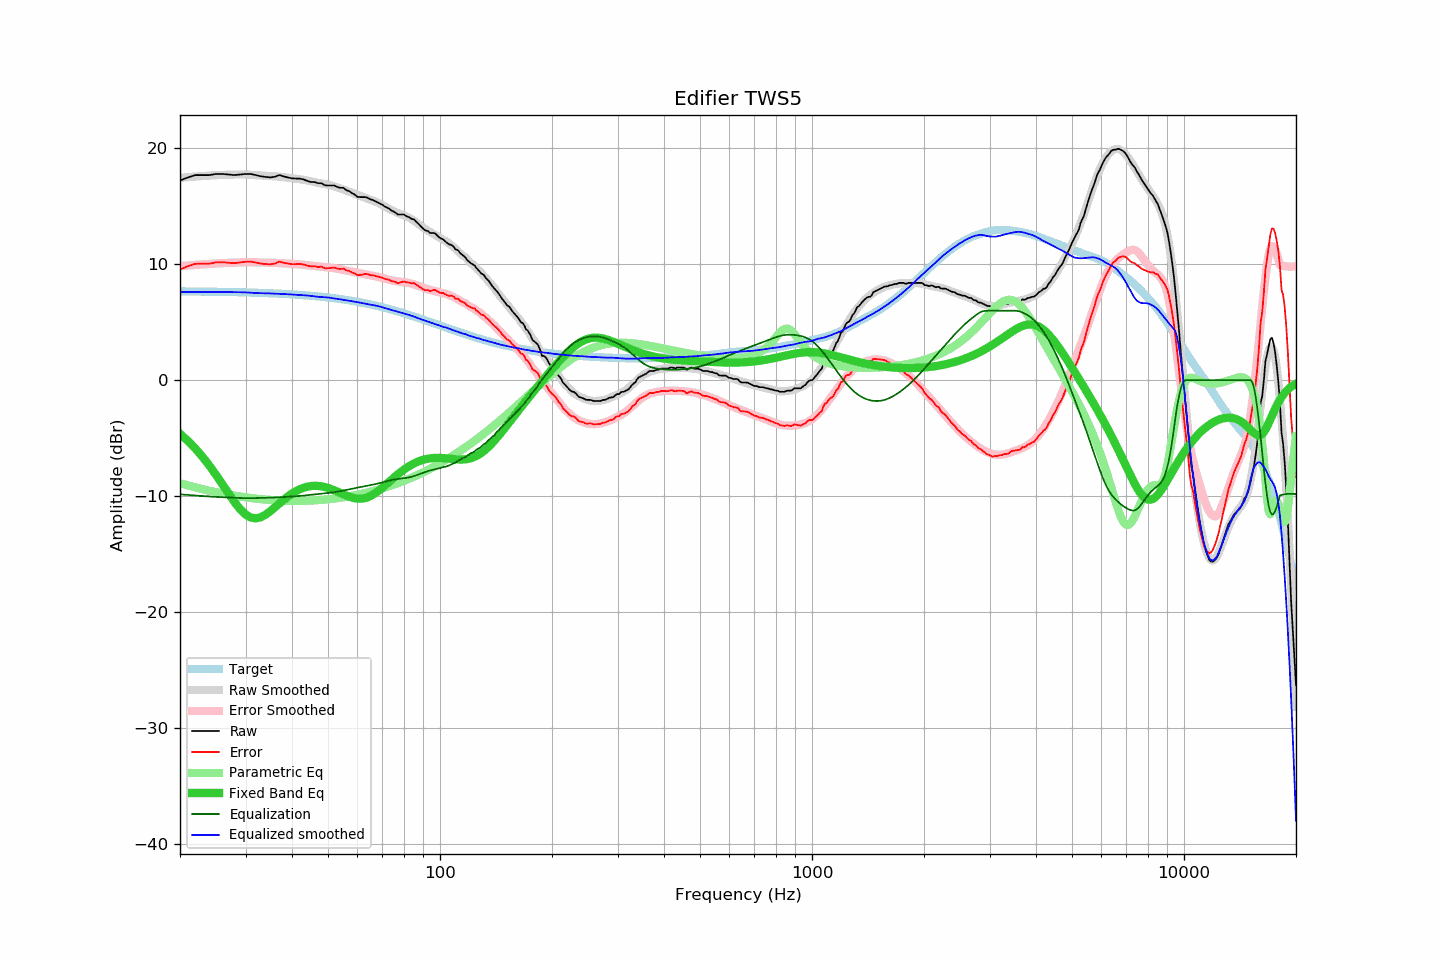 Edifier TWS5
20
10
0
−10
−20
−30
−40
Amplitude (dBr)
Target
Raw Smoothed
Error Smoothed
Raw
Error
Parametric Eq
Fixed Band Eq
Equalization
Equalized smoothed
100
1000
10000
Frequency (Hz)